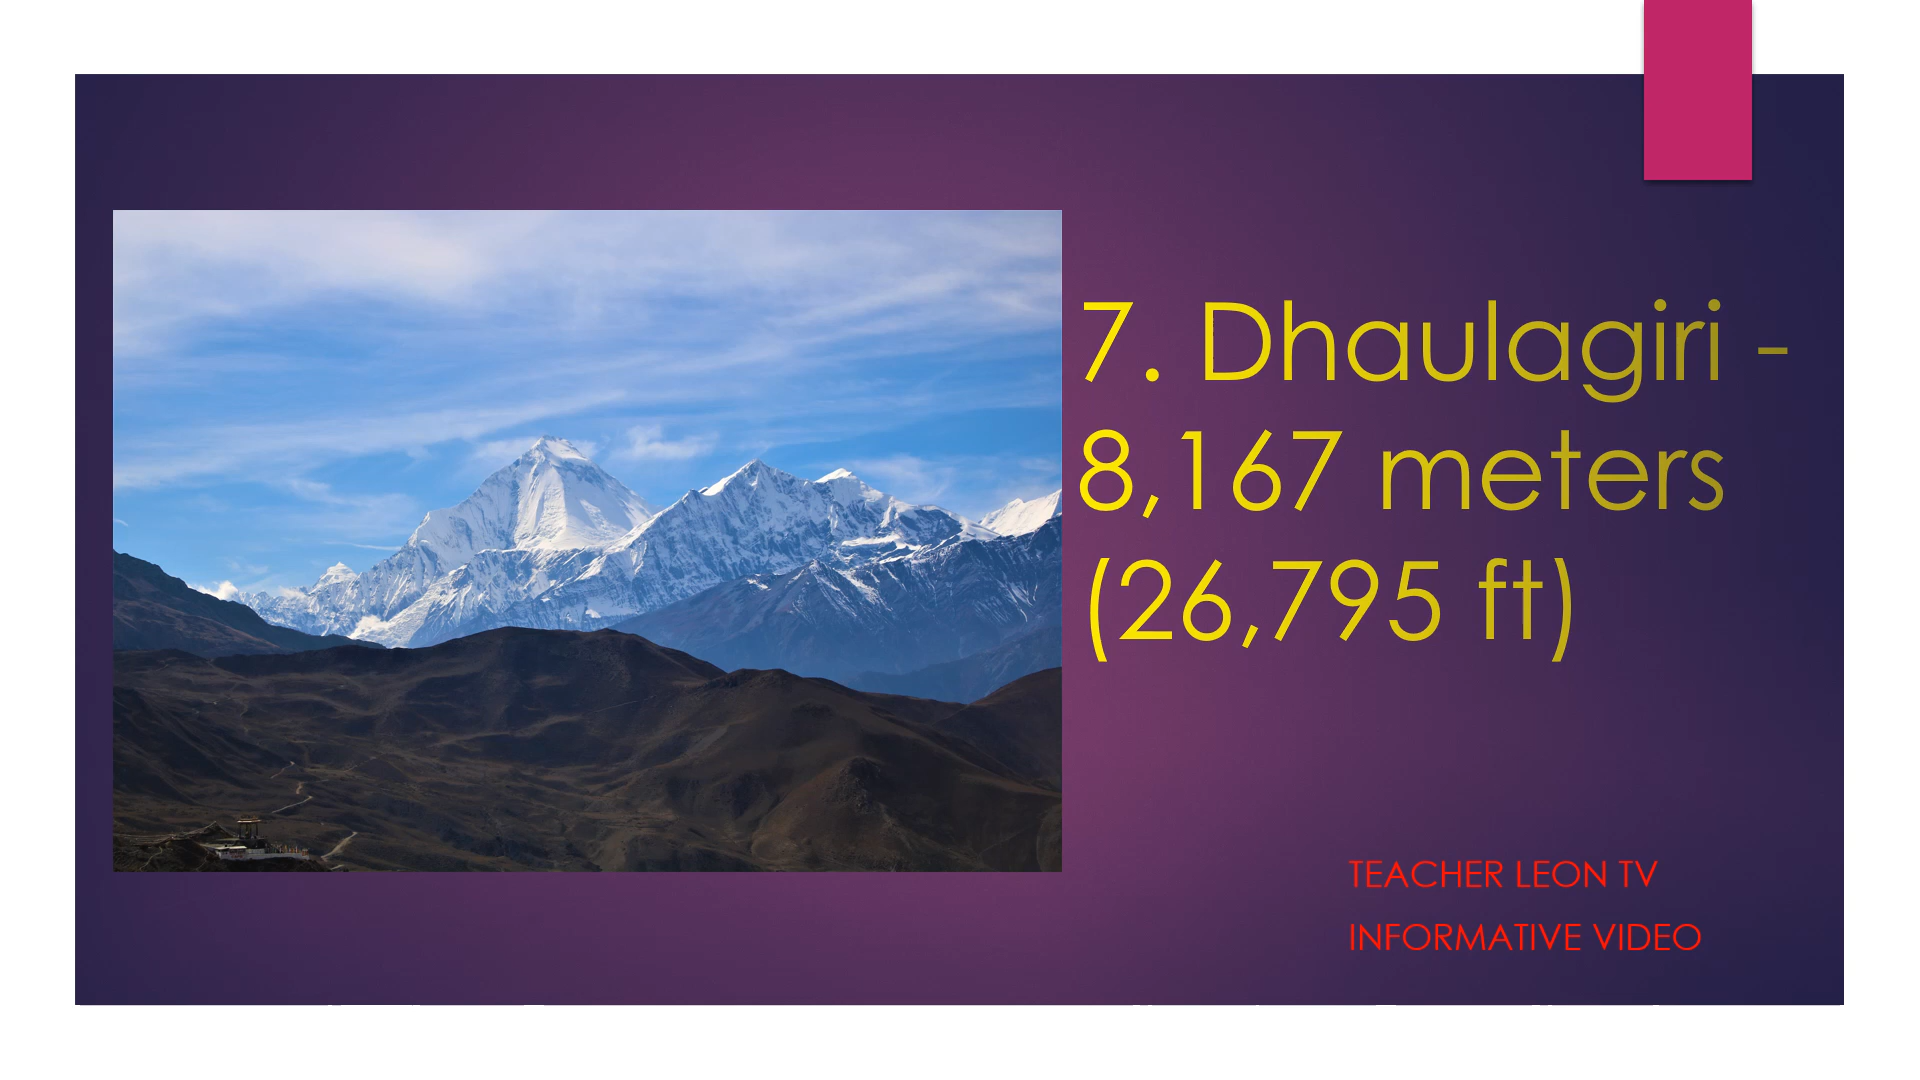 7. Dhaulagiri -
8,167 meters
(26,795 ft)
TEACHER LEON TV
INFORMATIVE VIDEO